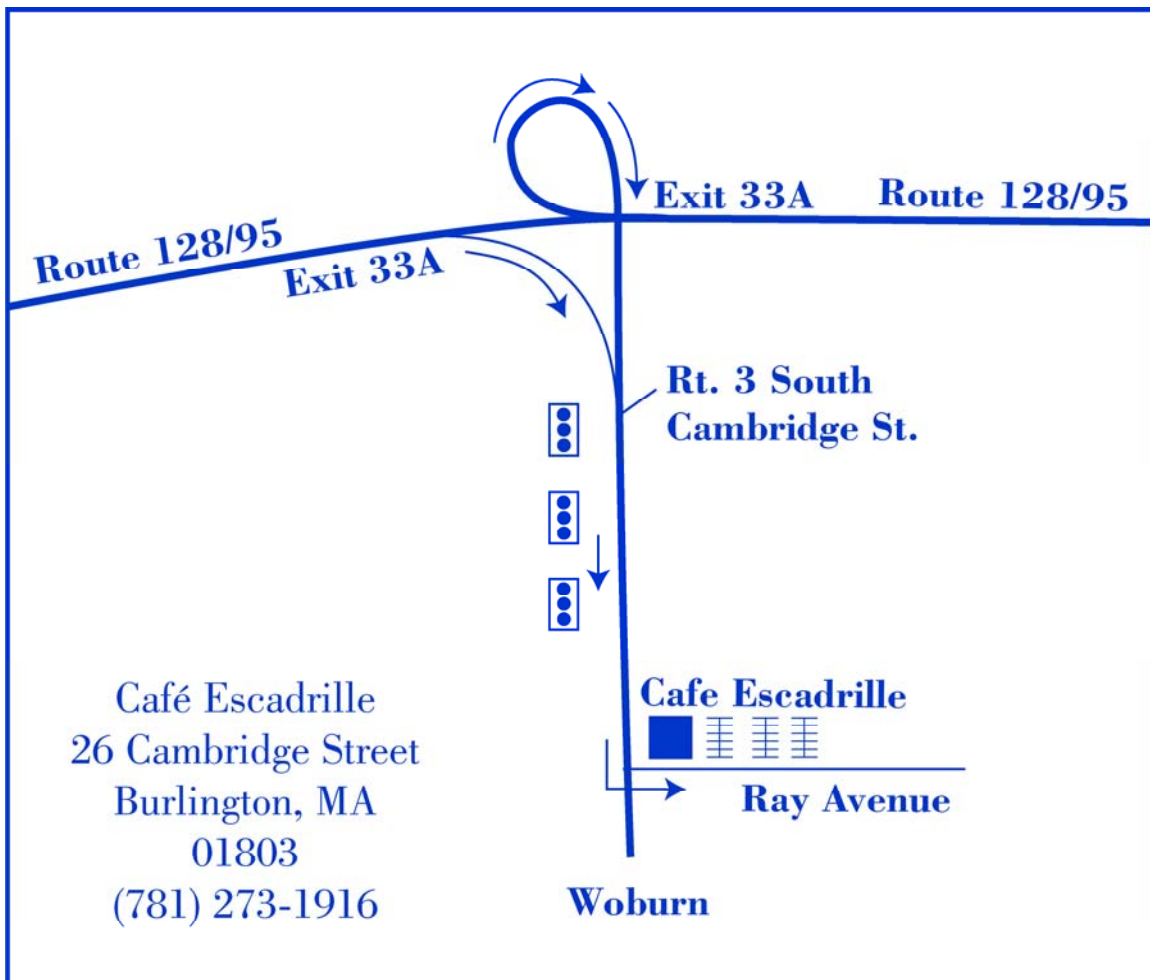 Exit 33A
Route 128/95
Route 128/95
Exit 33A
Rt. 3 South
Cambridge St.
Cafe Escadrille
Ray Avenue
Woburn
Café Escadrille
26 Cambridge Street
Burlington, MA
01803
(781) 273-1916